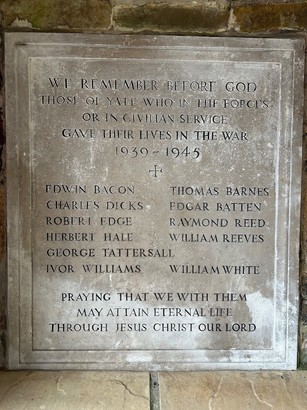 WE REMEMBER BEFORE GOD
THOSE OF YATE WHO IN THE FORCES
OR IN CIVILIAN SERVICE
GAVE THEIR LIVES IN THE WAR
1939-1945
EDWIN BACON THOMAS BARNES
CHARLES DICKS EDGAR BATTEN
ROBERT EDGE RAYMOND REED
HERBERT HALE WILLIAM REEVES
GEORGE TATTERSALL
IVOR WILLIAMS WILLIAM WHITE
PRAYING THAT WE WITH THEM
MAY ATTAIN ETERNAL LIFE
THROUGH JESUS CHRIST OUR LORD